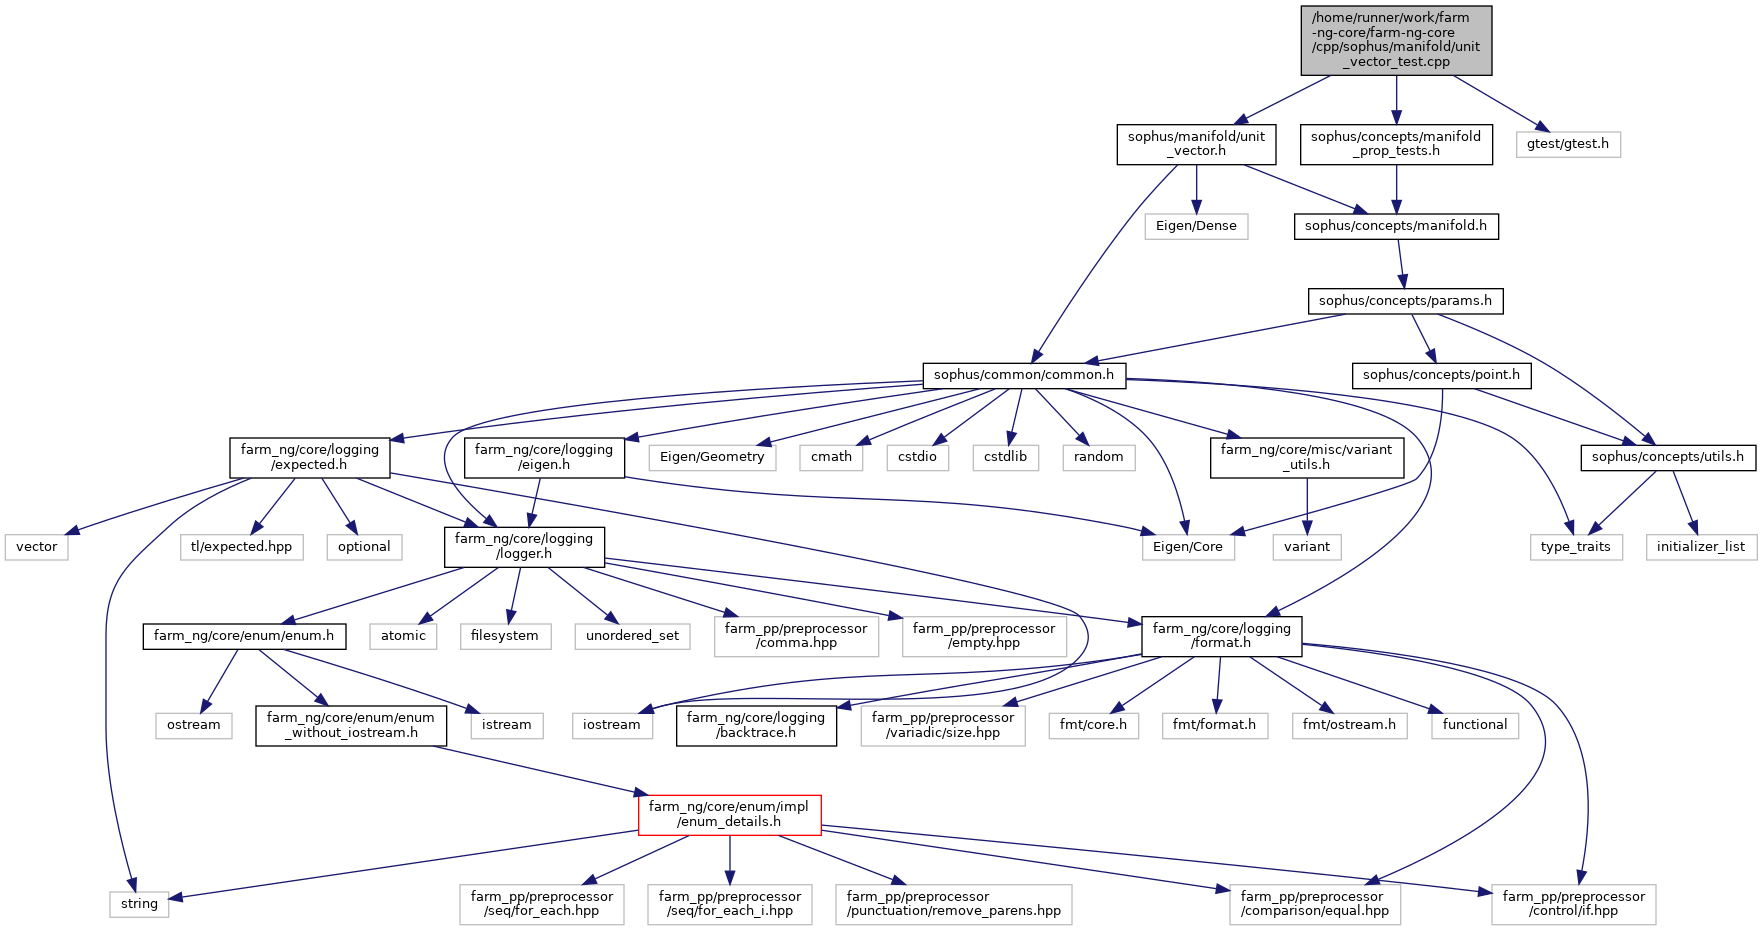 /home/runner/work/farm
-ng-core/farm-ng-core
/cpp/sophus/manifold/unit
_vector_test.cpp
sophus/manifold/unit
_vector.h
sophus/concepts/manifold
_prop_tests.h
gtest/gtest.h
Eigen/Dense
sophus/concepts/manifold.h
sophus/concepts/params.h
sophus/common/common.h
sophus/concepts/point.h
farm_ng/core/logging
/expected.h
farm_ng/core/logging
/eigen.h
Eigen/Geometry
cmath
cstdio
cstdlib
random
farm_ng/core/misc/variant
_utils.h
sophus/concepts/utils.h
vector
tl/expected.hpp
optional
farm_ng/core/logging
/logger.h
Eigen/Core
variant
type_traits
initializer_list
farm_ng/core/enum/enum.h
atomic
filesystem
unordered_set
farm_pp/preprocessor
/comma.hpp
farm_pp/preprocessor
/empty.hpp
farm_ng/core/logging
/format.h
ostream
farm_ng/core/enum/enum
_without_iostream.h
istream
iostream
farm_ng/core/logging
/backtrace.h
farm_pp/preprocessor
/variadic/size.hpp
fmt/core.h
fmt/format.h
fmt/ostream.h
functional
farm_ng/core/enum/impl
/enum_details.h
string
farm_pp/preprocessor
/seq/for_each.hpp
farm_pp/preprocessor
/seq/for_each_i.hpp
farm_pp/preprocessor
/punctuation/remove_parens.hpp
farm_pp/preprocessor
/comparison/equal.hpp
farm_pp/preprocessor
/control/if.hpp